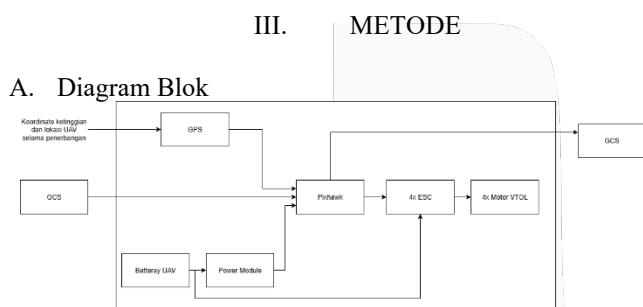 III. METODE
A. Diagram Blok
Koordinate ketinggian
dan lokasi UAV
selama penerbangan
GPS
GCS
GCS
Pixhawk
4x ESC
4x Motor VTOL
Batteray UAV
Power Module